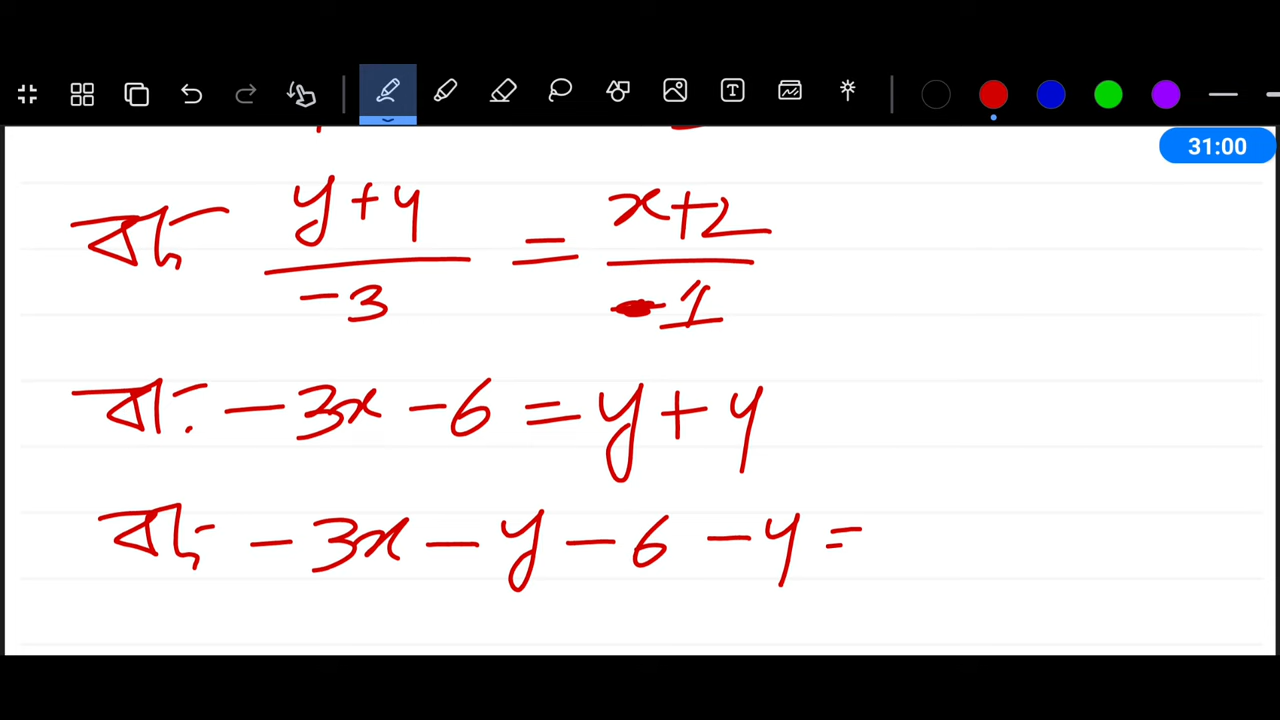 31:00
বা, (y+4)/(-3) = (x+2)/1
বা, -3x - 6 = y + 4
বা, -3x - y - 6 - 4 =